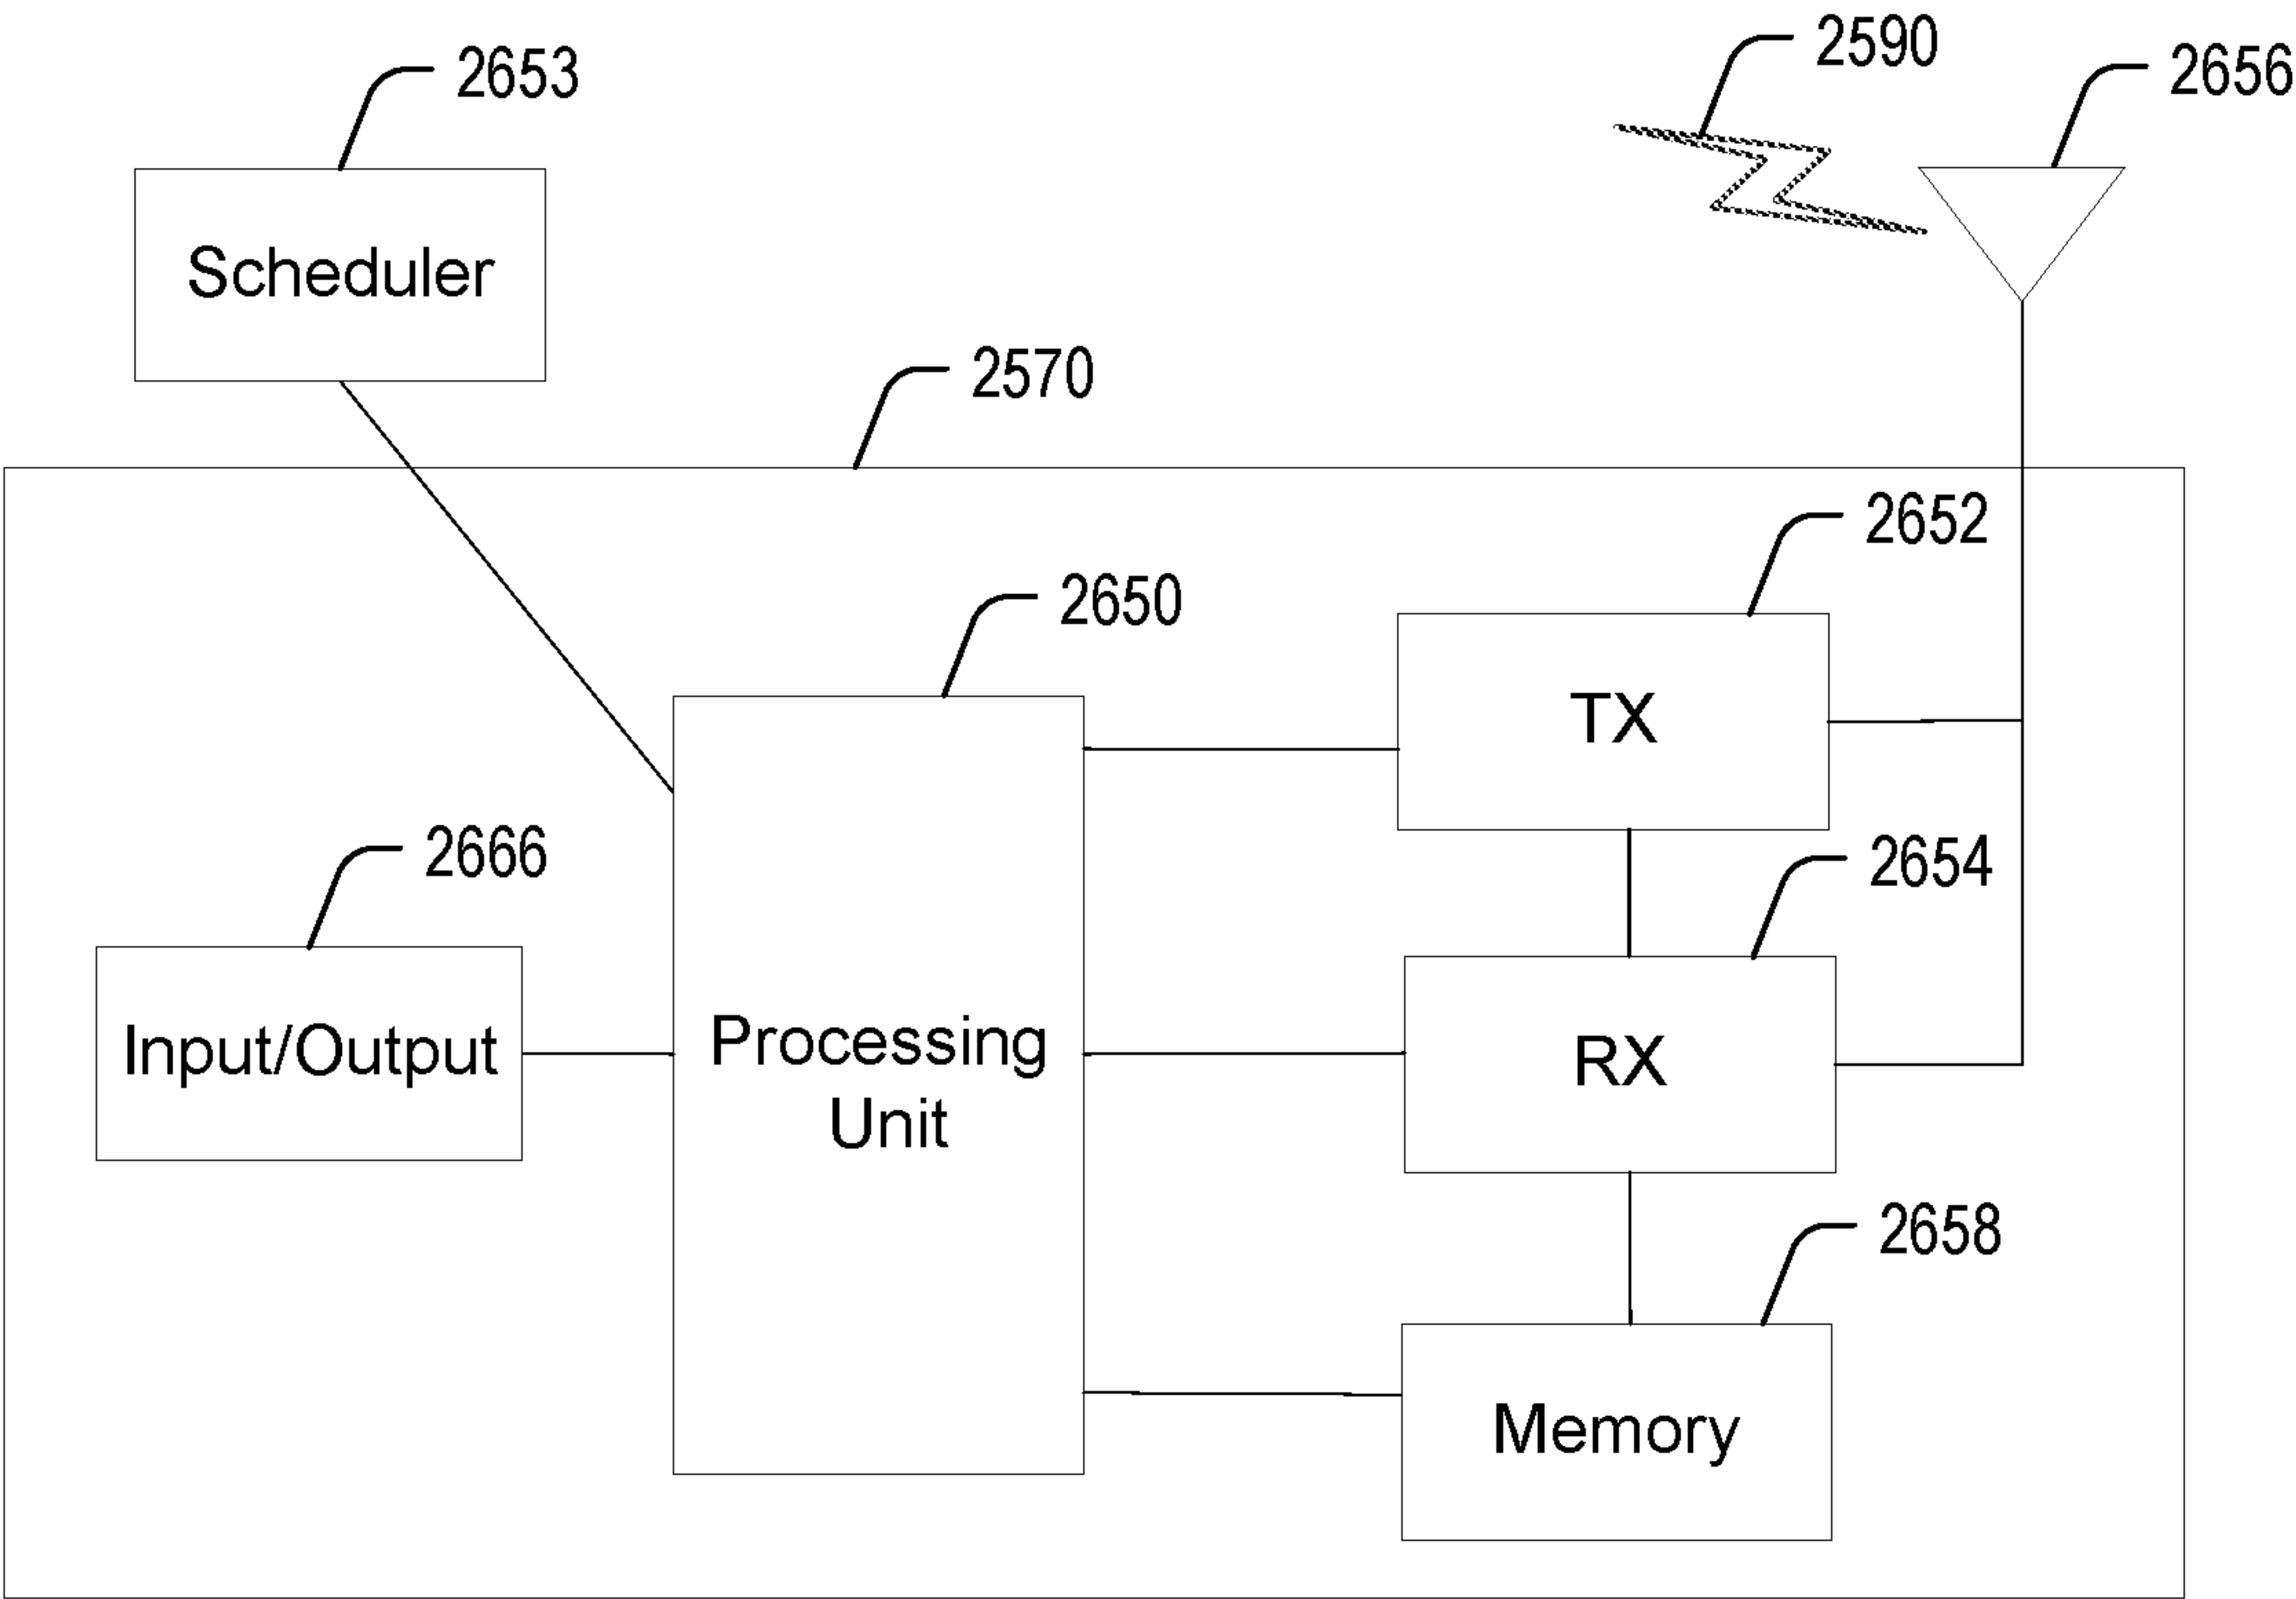 2590
2653
2656
Scheduler
2570
2652
2650
TX
2666
2654
Input/Output
Processing
Unit
RX
2658
Memory